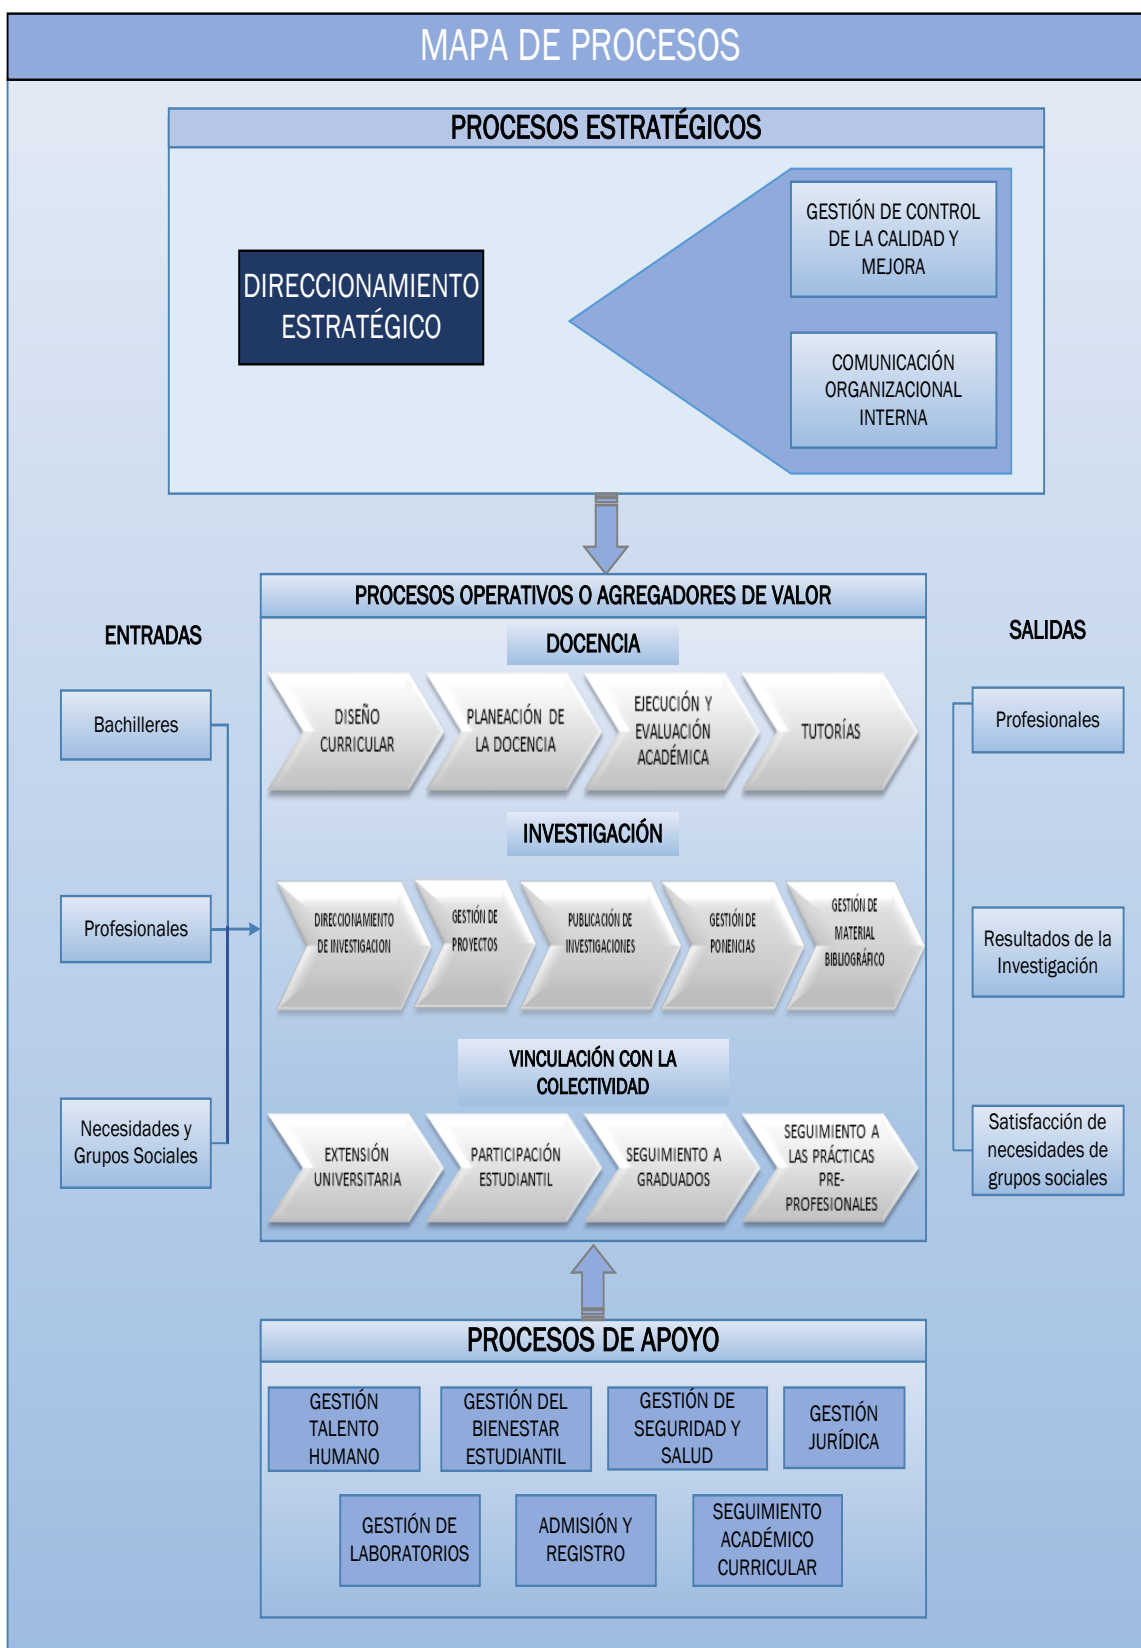 MAPA DE PROCESOS
PROCESOS ESTRATÉGICOS
DIRECCIONAMIENTO
ESTRATÉGICO
GESTIÓN DE CONTROL
DE LA CALIDAD Y
MEJORA
COMUNICACIÓN
ORGANIZACIONAL
INTERNA
PROCESOS OPERATIVOS O AGREGADORES DE VALOR
ENTRADAS
Bachilleres
Profesionales
Necesidades y
Grupos Sociales
DOCENCIA
DISEÑO
CURRICULAR
PLANEACIÓN DE
LA DOCENCIA
EJECUCIÓN Y
EVALUACIÓN
ACADÉMICA
TUTORÍAS
INVESTIGACIÓN
DIRECCIONAMIENTO
DE INVESTIGACION
GESTIÓN DE
PROYECTOS
PUBLICACIÓN DE
INVESTIGACIONES
GESTIÓN DE
PONENCIAS
GESTIÓN DE
MATERIAL
BIBLIOGRÁFICO
VINCULACIÓN CON LA
COLECTIVIDAD
EXTENSIÓN
UNIVERSITARIA
PARTICIPACIÓN
ESTUDIANTIL
SEGUIMIENTO A
GRADUADOS
SEGUIMIENTO A
LAS PRÁCTICAS
PRE-
PROFESIONALES
SALIDAS
Profesionales
Resultados de la
Investigación
Satisfacción de
necesidades de
grupos sociales
PROCESOS DE APOYO
GESTIÓN
TALENTO
HUMANO
GESTIÓN DEL
BIENESTAR
ESTUDIANTIL
GESTIÓN DE
SEGURIDAD Y
SALUD
GESTIÓN
JURÍDICA
GESTIÓN DE
LABORATORIOS
ADMISIÓN Y
REGISTRO
SEGUIMIENTO
ACADÉMICO
CURRICULAR